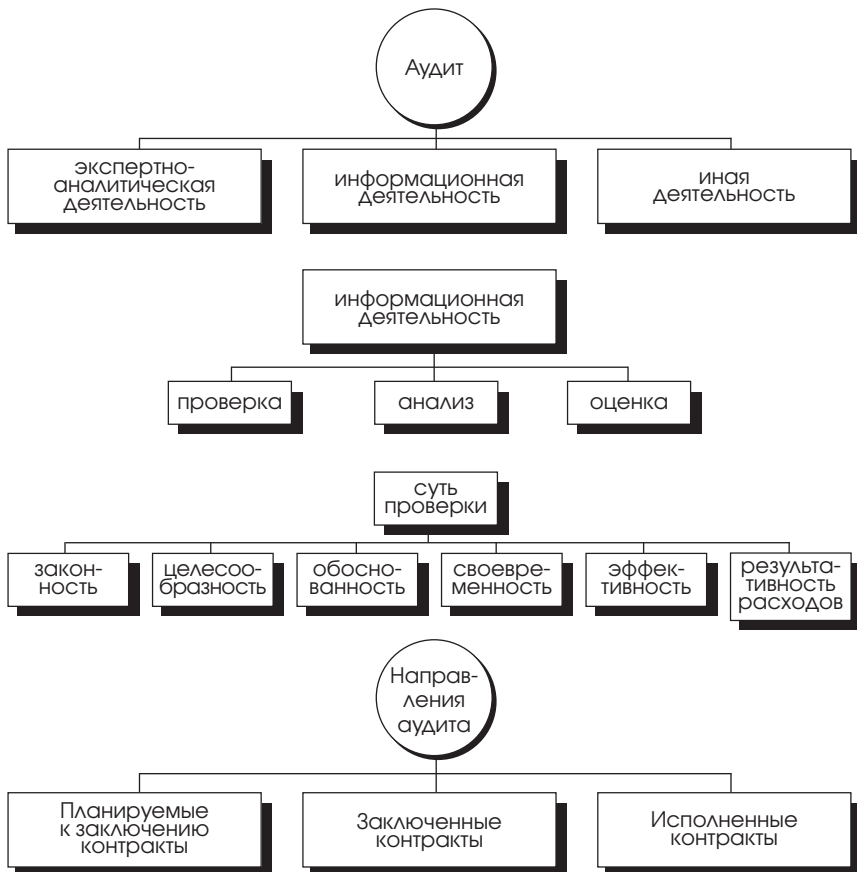 Аудит
экспертно-
аналитическая
деятельность
информационная
деятельность
иная
деятельность
информационная
деятельность
проверка
анализ
оценка
суть
проверки
закон-
ность
целесоо-
бразность
обосно-
ванность
своевре-
менность
эффек-
тивность
результа-
тивность
расходов
Направ-
ления
аудита
Планируемые
к заключению
контракты
Заключенные
контракты
Исполненные
контракты